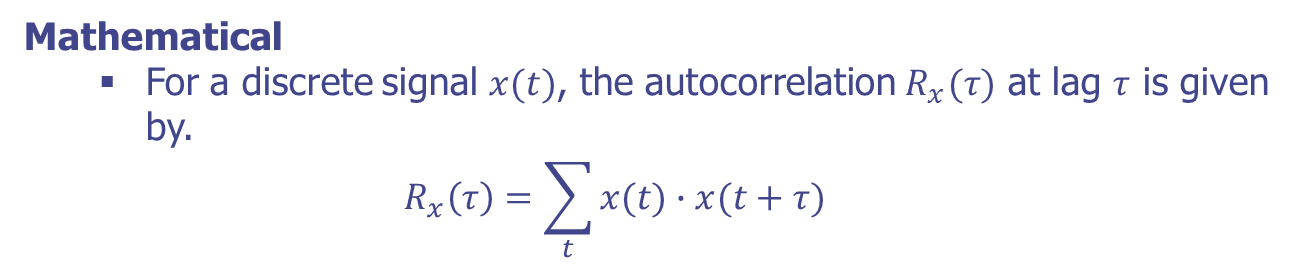 Mathematical
▪ For a discrete signal x(t), the autocorrelation Rₓ(τ) at lag τ is given
by.
Rₓ(τ) = ∑ₜ x(t) · x(t + τ)